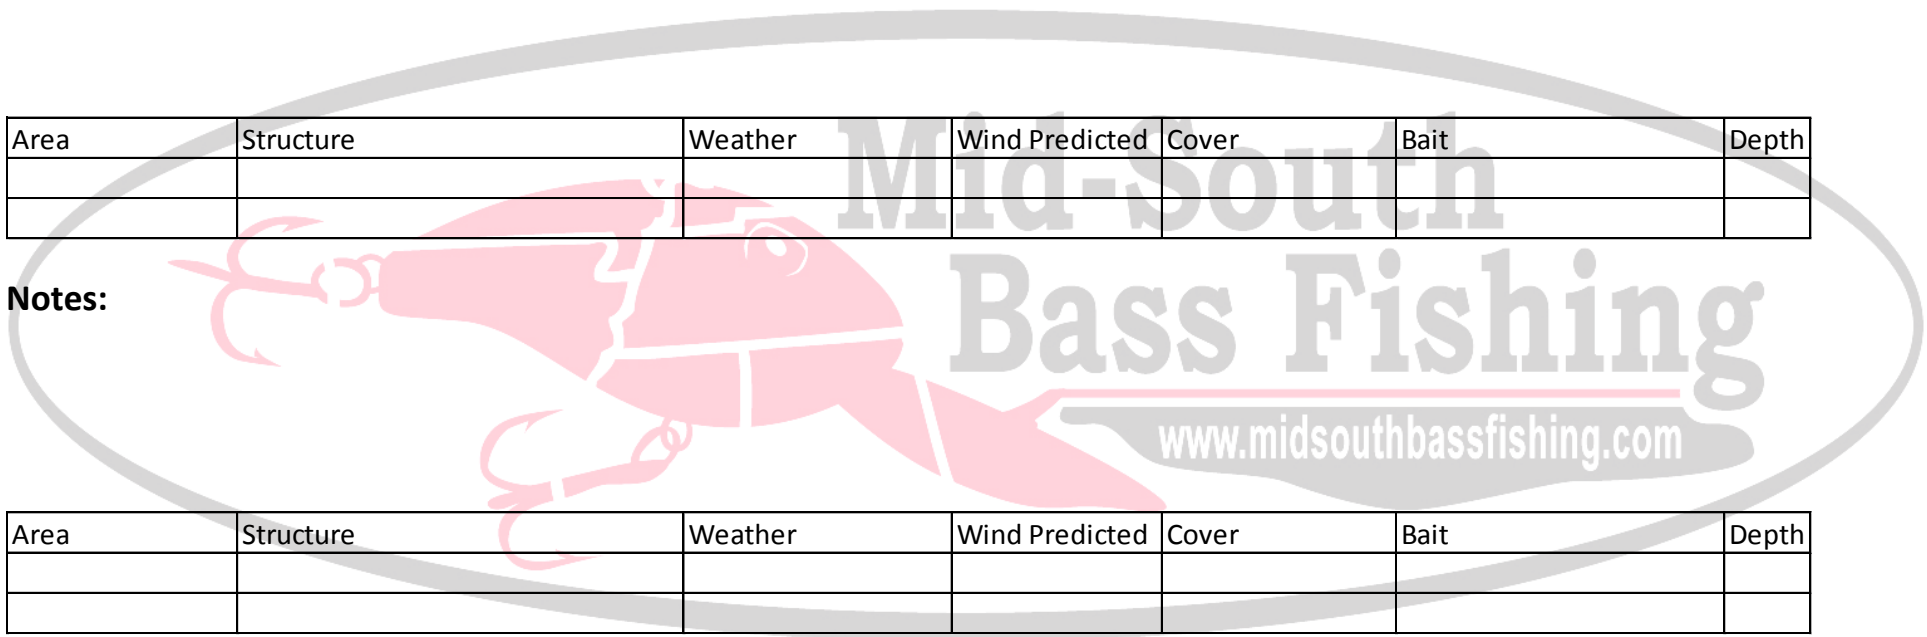 Area Structure Weather Wind Predicted Cover Bait Depth
Mid-South
Notes:
Bass Fishing
www.midsouthbassfishing.com
Area Structure Weather Wind Predicted Cover Bait Depth